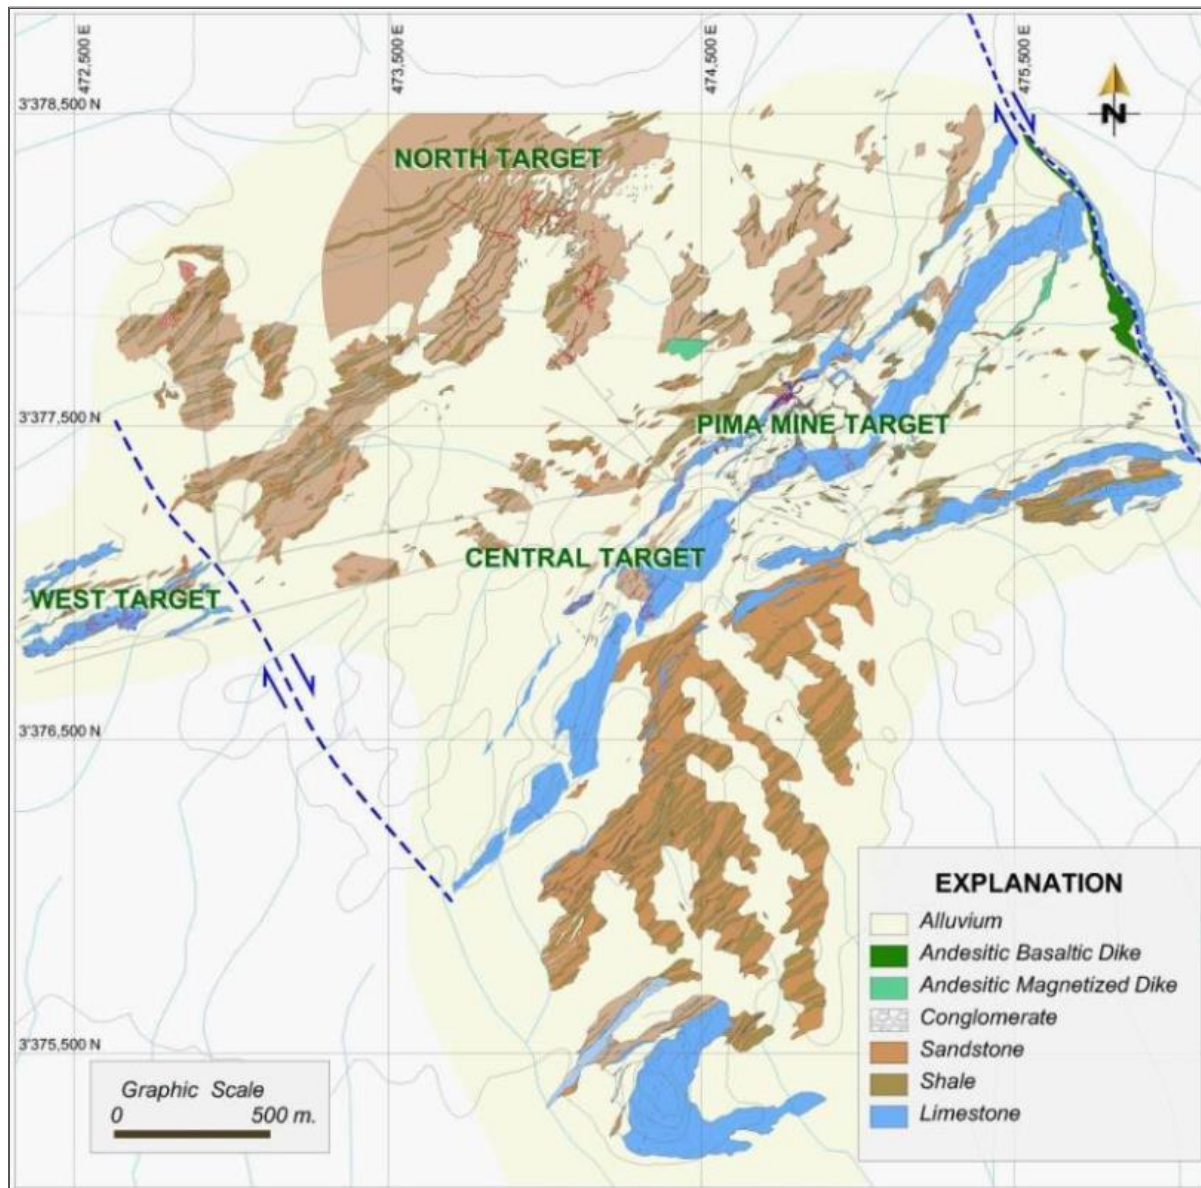 472,500 E
473,500 E
474,500 E
475,500 E
3'378,500 N
N
NORTH TARGET
3'377,500 N
PIMA MINE TARGET
CENTRAL TARGET
WEST TARGET
3'376,500 N
3'375,500 N
EXPLANATION
Alluvium
Andesitic Basaltic Dike
Andesitic Magnetized Dike
Conglomerate
Sandstone
Shale
Limestone
Graphic Scale
0 500 m.